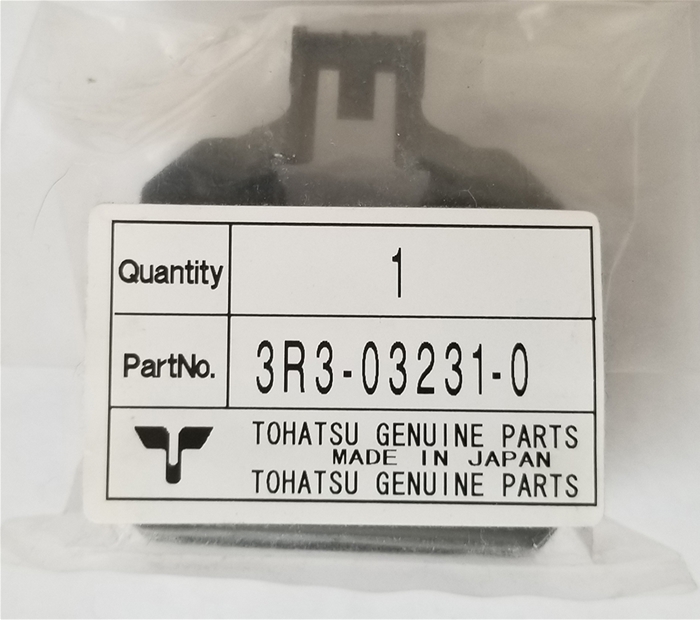 Quantity 1
PartNo. 3R3-03231-0
TOHATSU GENUINE PARTS
MADE IN JAPAN
TOHATSU GENUINE PARTS